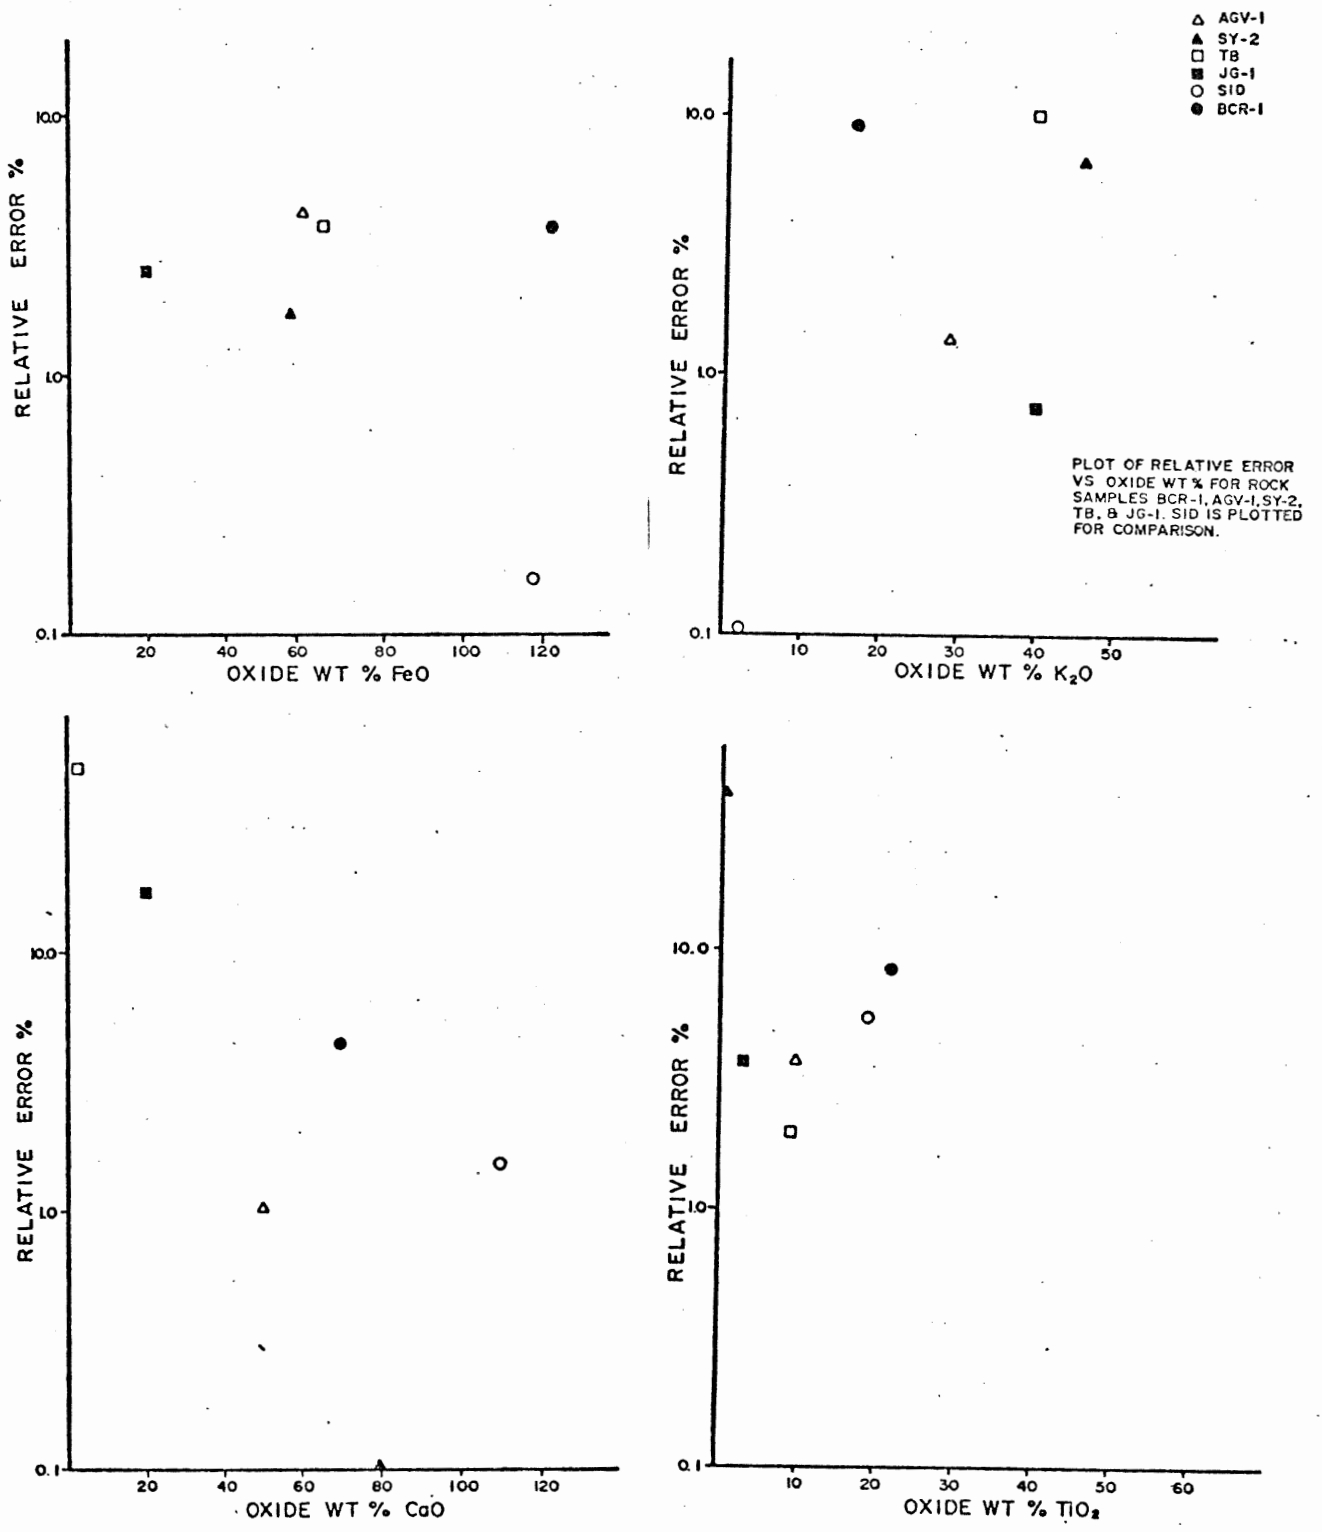 △ AGV-1
▲ SY-2
□ TB
■ JG-1
○ SID
● BCR-1
RELATIVE ERROR %
10.0
1.0
0.1
20 40 60 80 100 120
OXIDE WT % FeO
RELATIVE ERROR %
10.0
1.0
0.1
10 20 30 40 50
OXIDE WT % K₂O
PLOT OF RELATIVE ERROR
VS OXIDE WT % FOR ROCK
SAMPLES BCR-1, AGV-1, SY-2,
TB, & JG-1. SID IS PLOTTED
FOR COMPARISON.
RELATIVE ERROR %
10.0
1.0
0.1
20 40 60 80 100 120
OXIDE WT % CaO
RELATIVE ERROR %
10.0
1.0
0.1
10 20 30 40 50 60
OXIDE WT % TiO₂